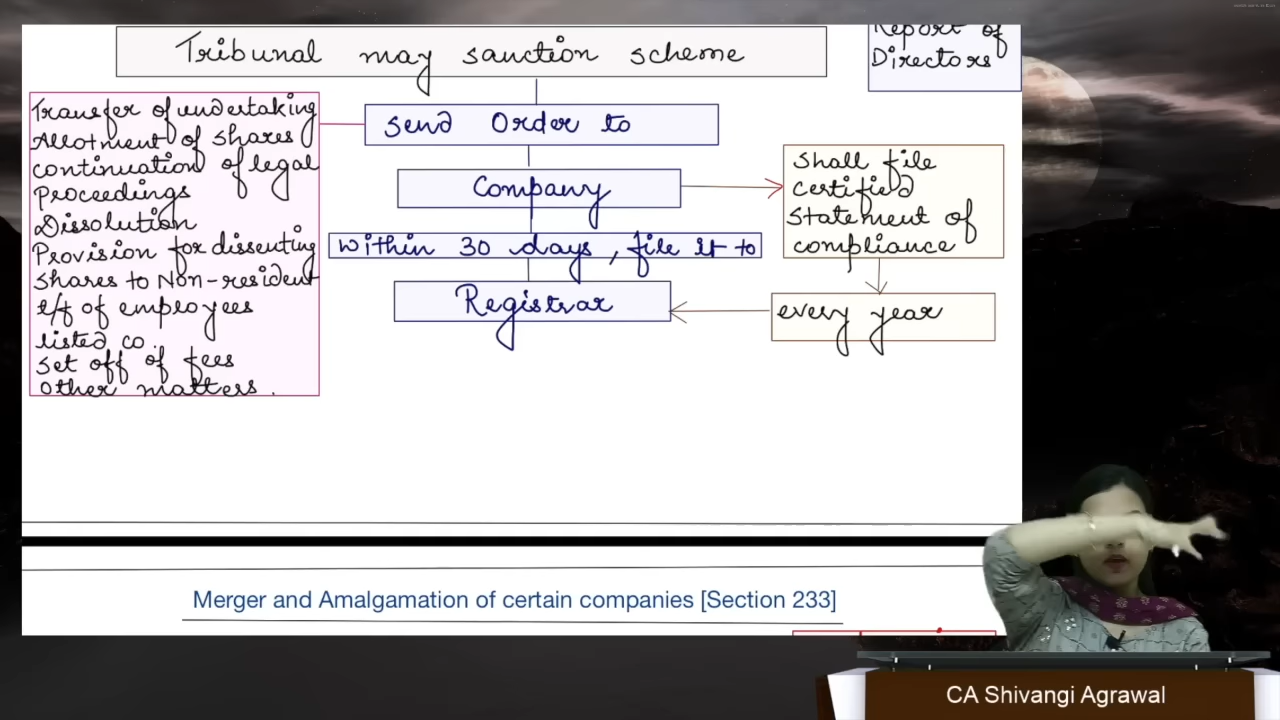 Tribunal may sanction scheme
Report of
Directors
Transfer of undertaking
Allotment of shares
continuation of legal
Proceedings
Dissolution
Provision for dissenting
shares to Non-resident
t/f of employees
listed co.
Set off of fees
Other matters.
Send Order to
Company
within 30 days, file it to
Registrar
Shall file
certified
statement of
compliance
every year
Merger and Amalgamation of certain companies [Section 233]
CA Shivangi Agrawal